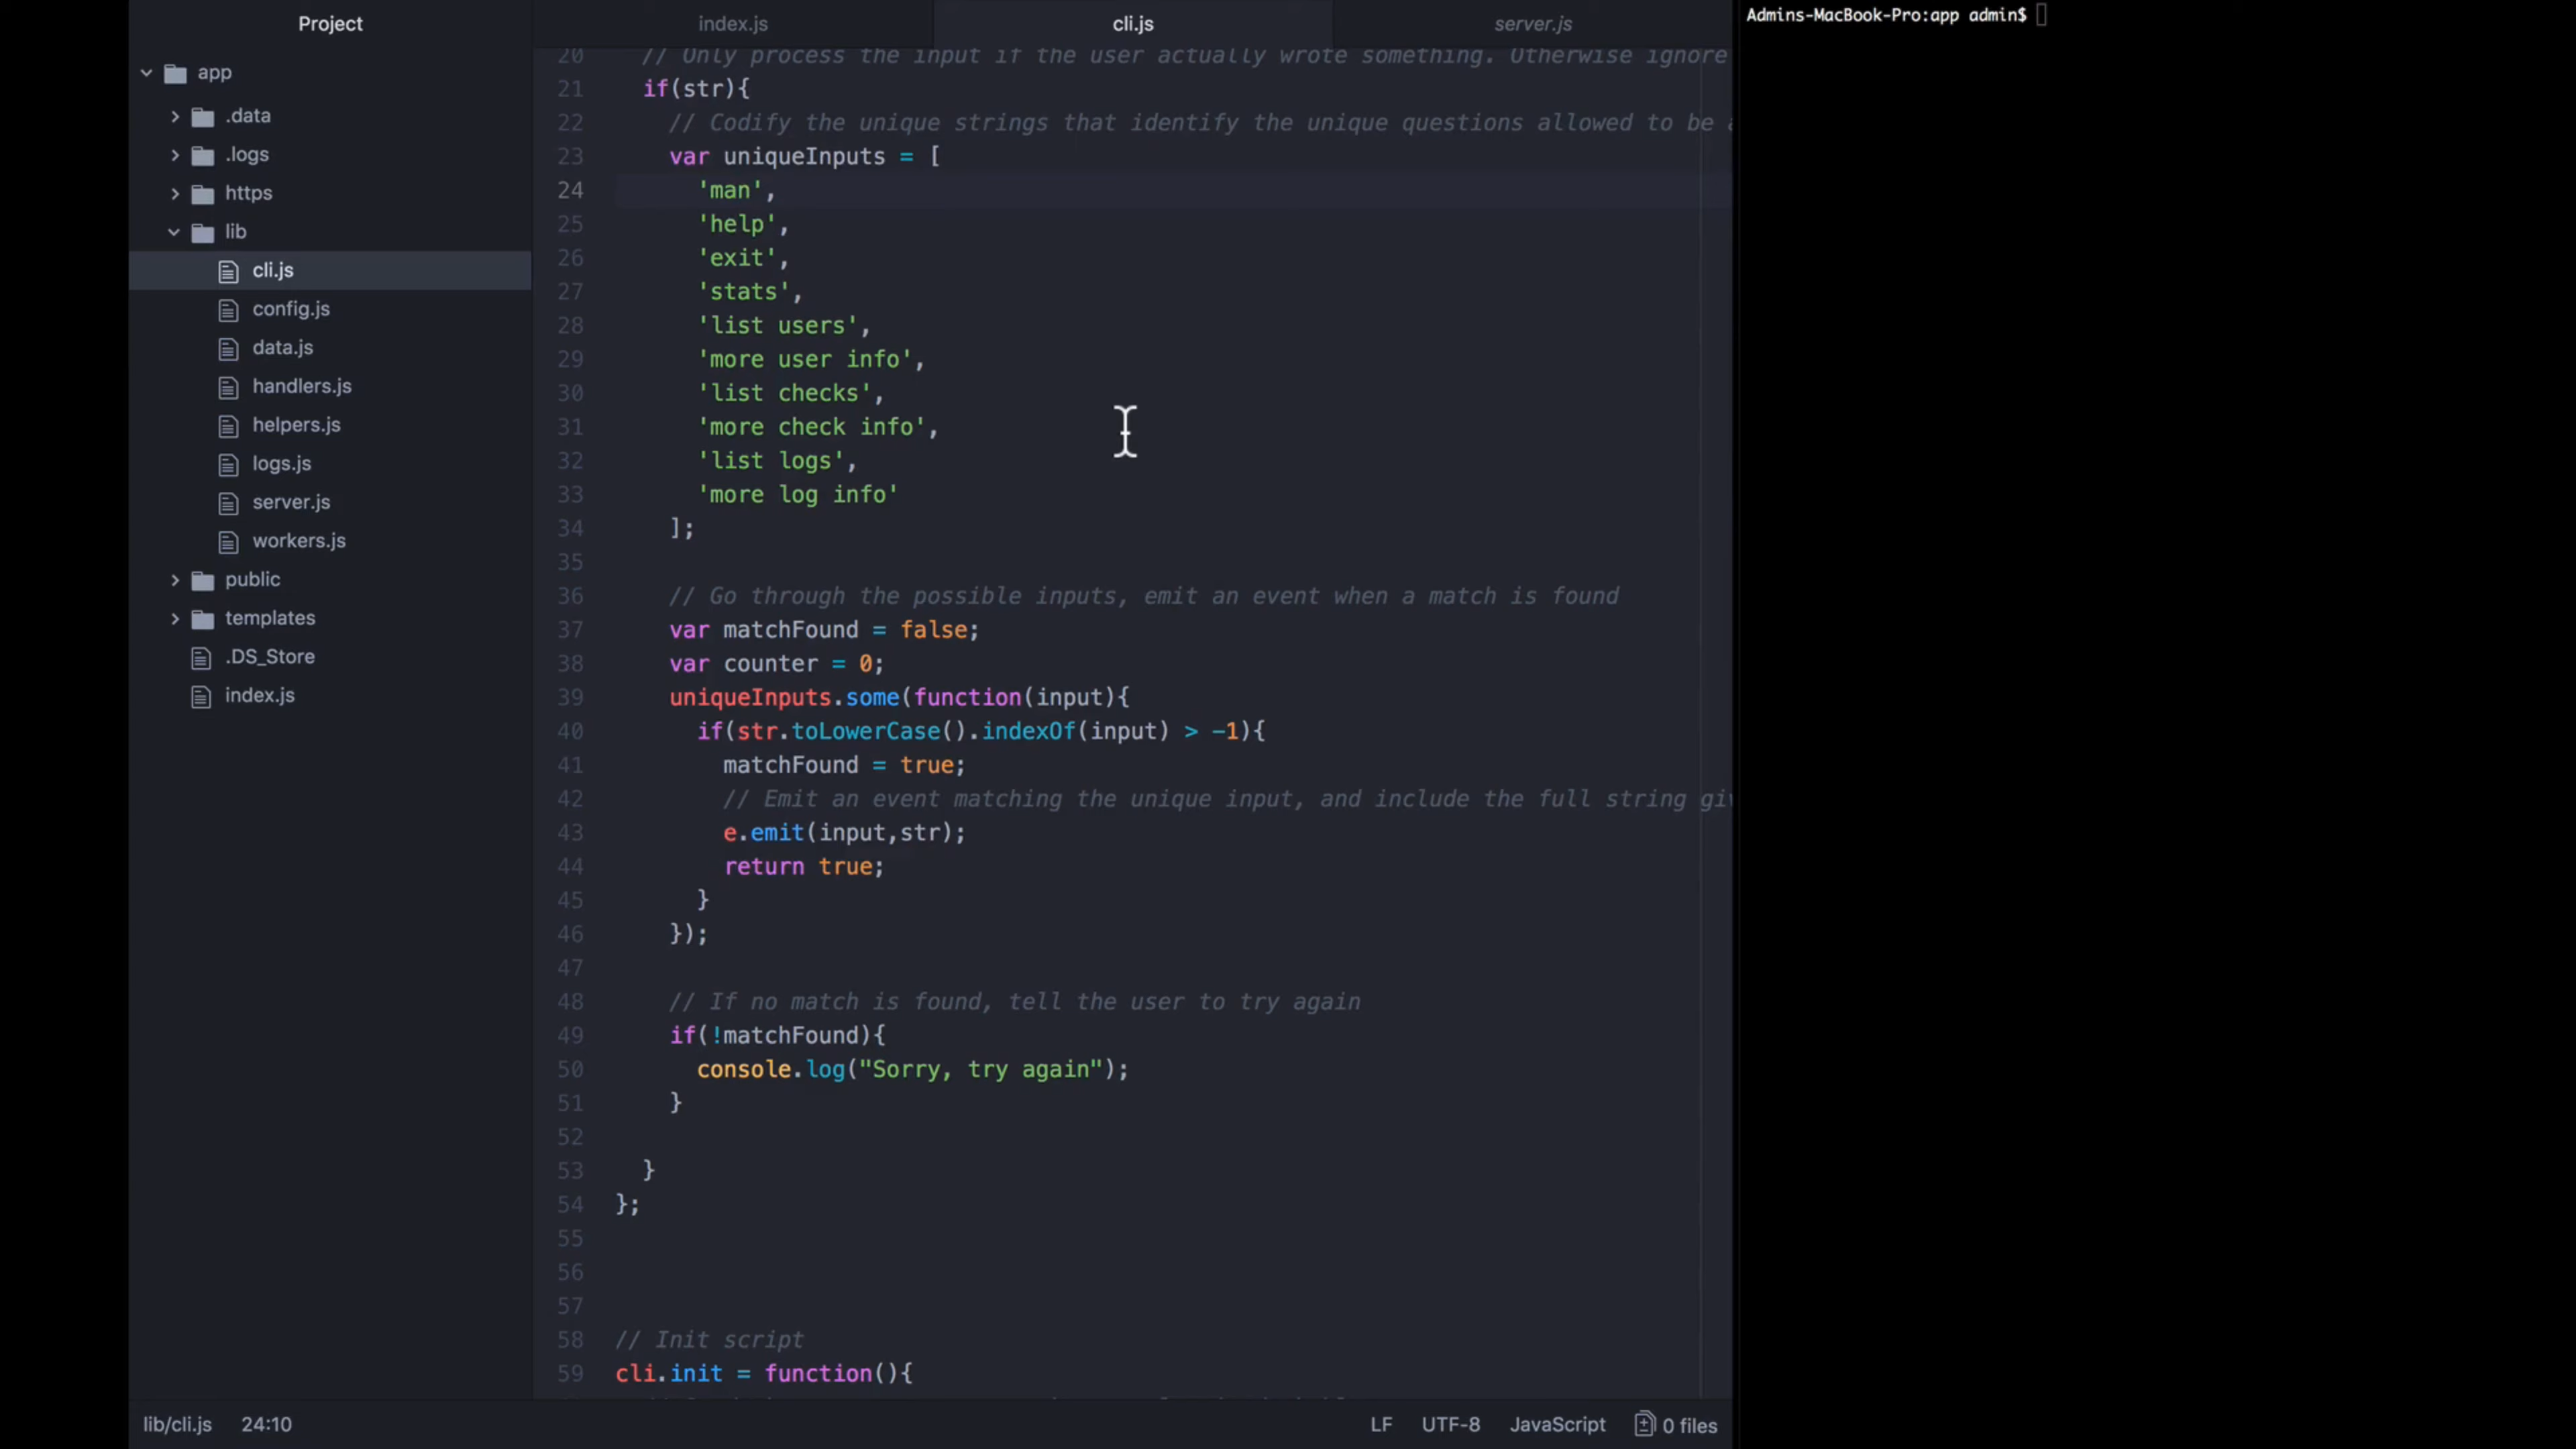 Project
app
.data
.logs
https
lib
cli.js
config.js
data.js
handlers.js
helpers.js
logs.js
server.js
workers.js
public
templates
.DS_Store
index.js
index.js
cli.js
server.js
20 // Only process the input if the user actually wrote something. Otherwise ignore
21 if(str){
22 // Codify the unique strings that identify the unique questions allowed to be
23 var uniqueInputs = [
24 'man',
25 'help',
26 'exit',
27 'stats',
28 'list users',
29 'more user info',
30 'list checks',
31 'more check info',
32 'list logs',
33 'more log info'
34 ];
35
36 // Go through the possible inputs, emit an event when a match is found
37 var matchFound = false;
38 var counter = 0;
39 uniqueInputs.some(function(input){
40 if(str.toLowerCase().indexOf(input) > -1){
41 matchFound = true;
42 // Emit an event matching the unique input, and include the full string
43 e.emit(input,str);
44 return true;
45 }
46 });
47
48 // If no match is found, tell the user to try again
49 if(!matchFound){
50 console.log("Sorry, try again");
51 }
52
53 }
54 };
55
56
57
58 // Init script
59 cli.init = function(){
lib/cli.js 24:10 LF UTF-8 JavaScript 0 files
Admins-MacBook-Pro:app admin$